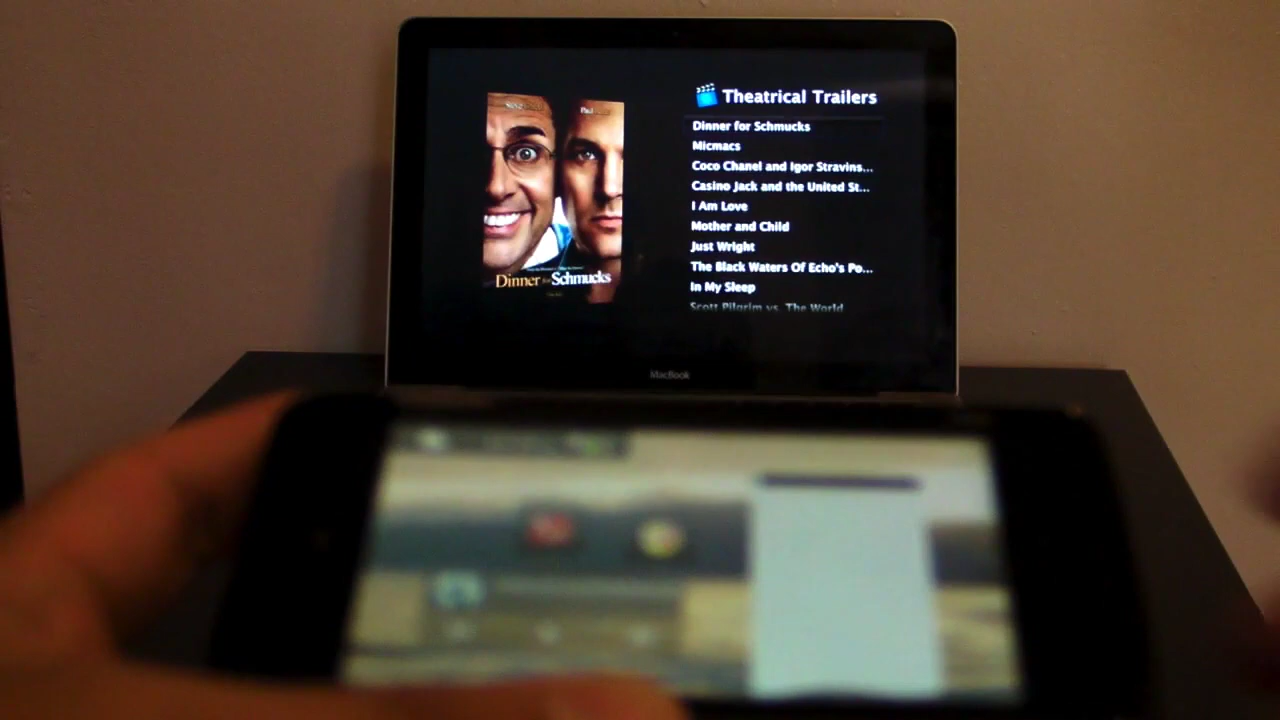 Steve
Paul
Dinner for Schmucks
Theatrical Trailers
Dinner for Schmucks
Micmacs
Coco Chanel and Igor Stravins...
Casino Jack and the United St...
I Am Love
Mother and Child
Just Wright
The Black Waters Of Echo's Po...
In My Sleep
Scott Pilgrim vs. The World
MacBook